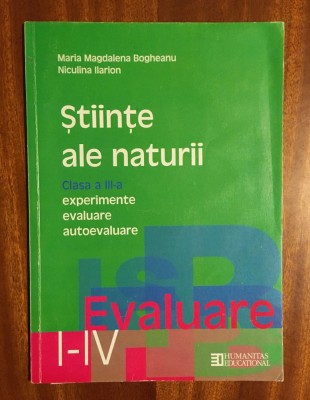 Maria Magdalena Bogheanu
Niculina Ilarion
Științe
ale naturii
Clasa a III-a
experimente
evaluare
autoevaluare
Evaluare
I-IV
HUMANITAS
EDUCATIONAL